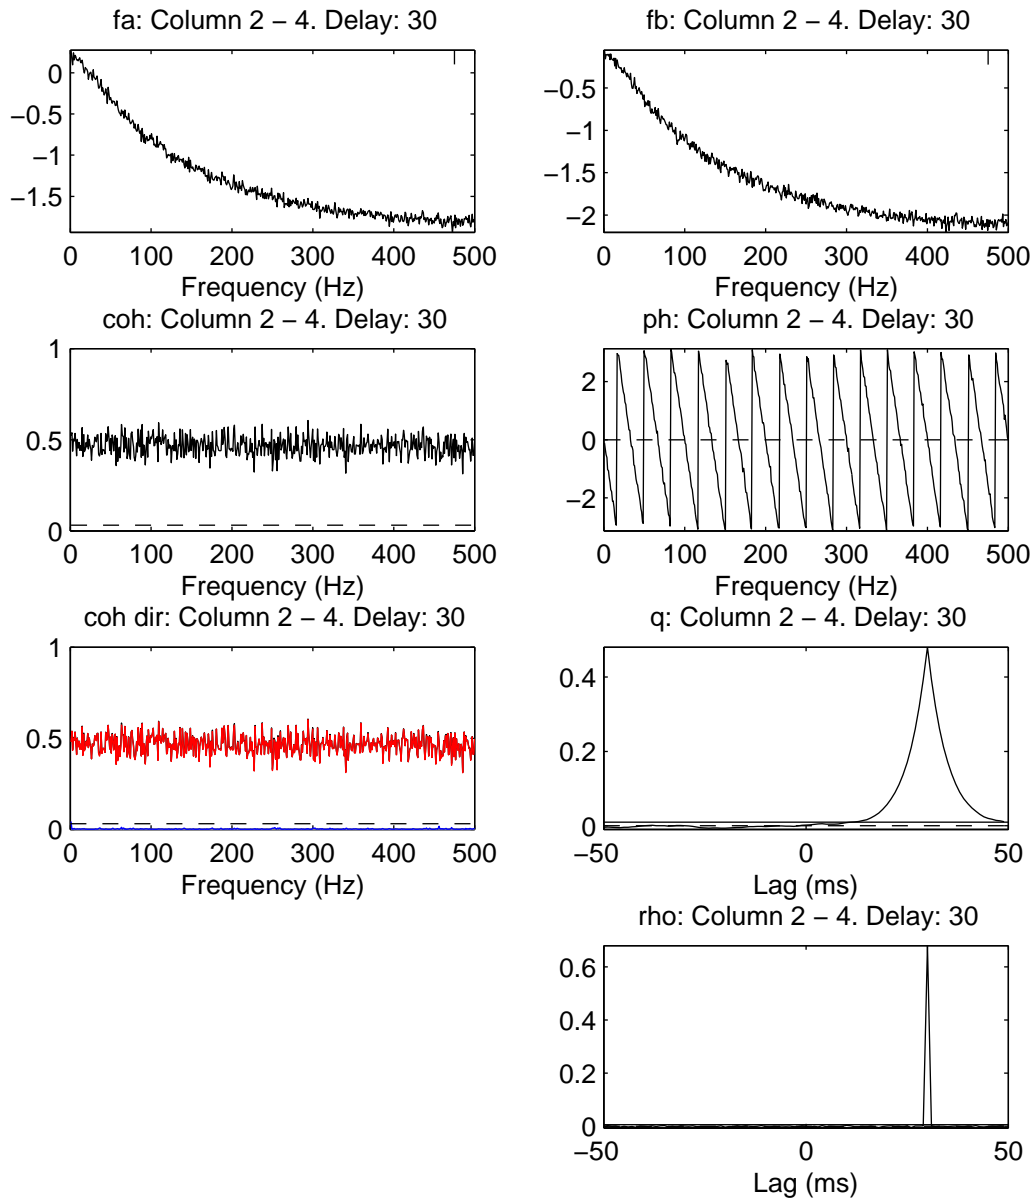 fa: Column 2 − 4. Delay: 30
0
−0.5
−1
−1.5
0 100 200 300 400 500
Frequency (Hz)
fb: Column 2 − 4. Delay: 30
−0.5
−1
−1.5
−2
0 100 200 300 400 500
Frequency (Hz)
coh: Column 2 − 4. Delay: 30
1
0.5
0
0 100 200 300 400 500
Frequency (Hz)
ph: Column 2 − 4. Delay: 30
2
0
−2
0 100 200 300 400 500
Frequency (Hz)
coh dir: Column 2 − 4. Delay: 30
1
0.5
0
0 100 200 300 400 500
Frequency (Hz)
q: Column 2 − 4. Delay: 30
0.4
0.2
0
−50 0 50
Lag (ms)
rho: Column 2 − 4. Delay: 30
0.6
0.4
0.2
0
−50 0 50
Lag (ms)